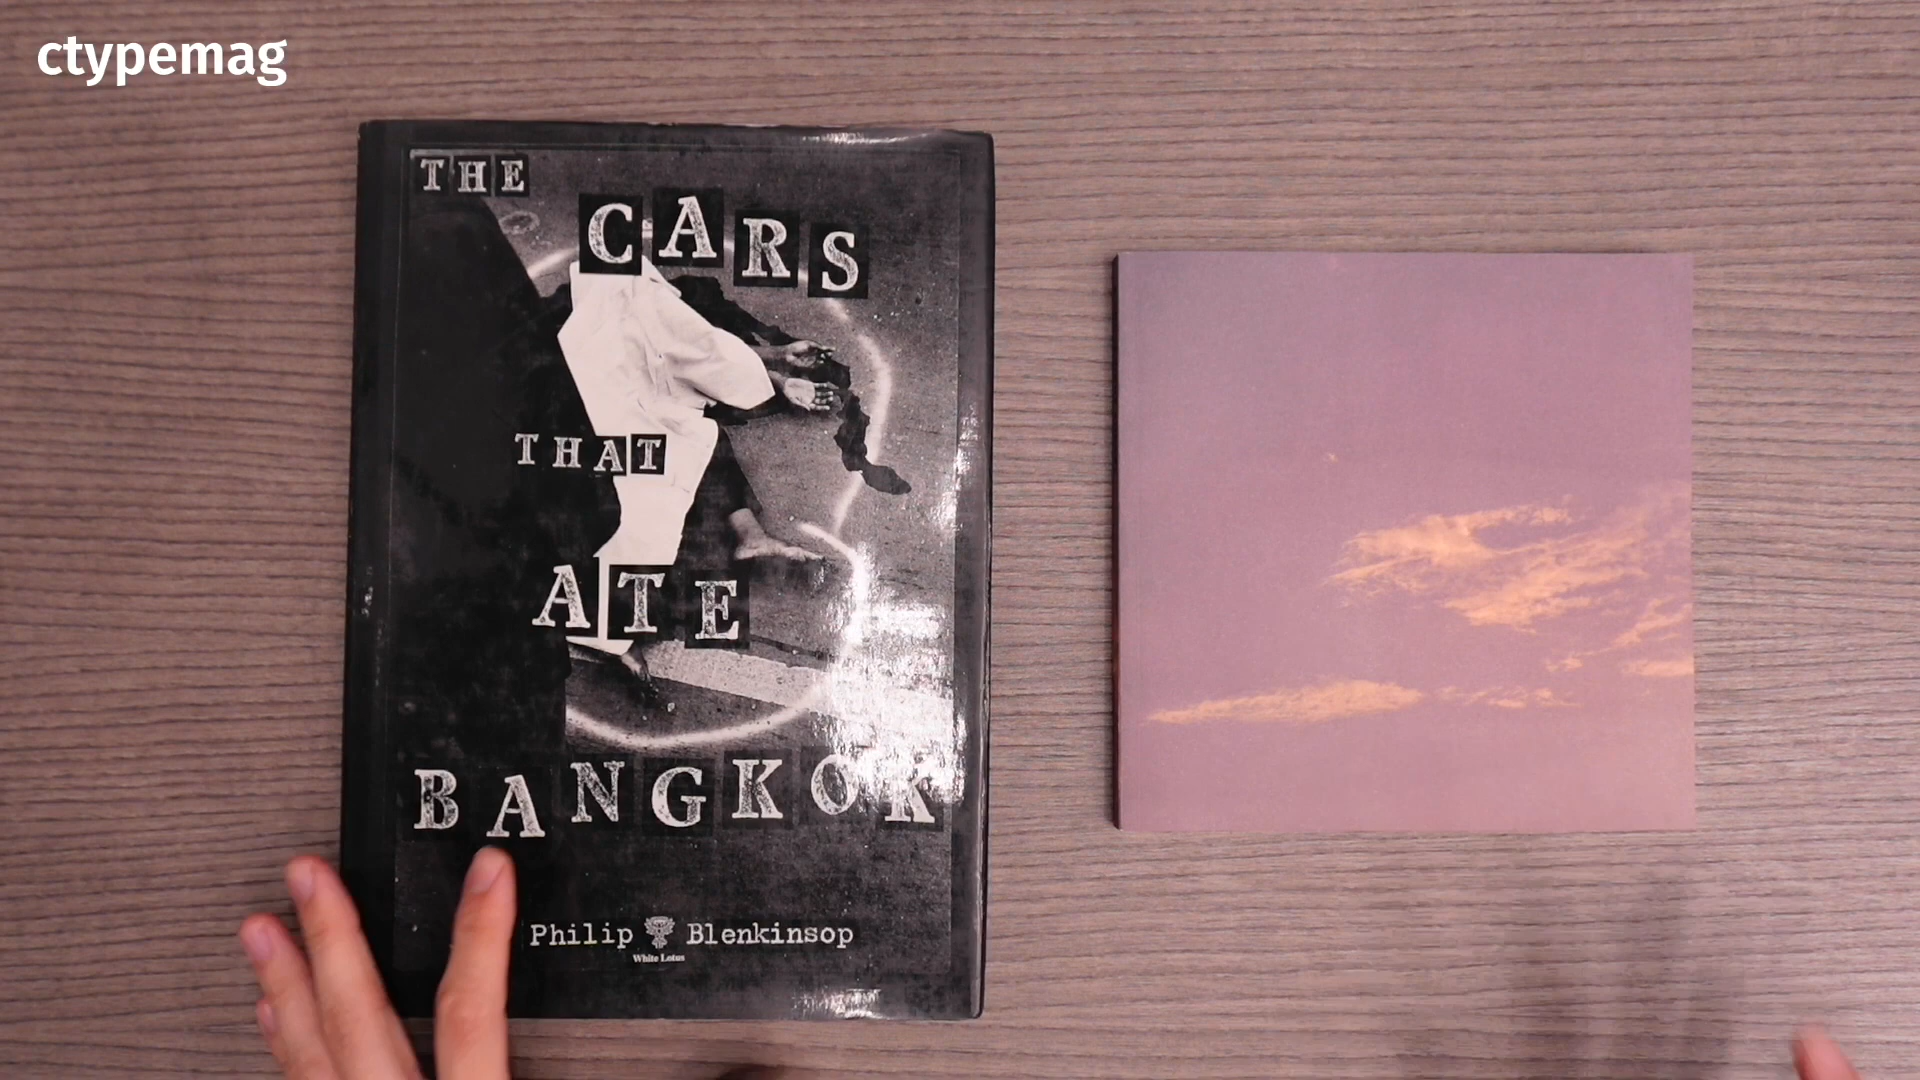 ctypemag
THE
CARS
THAT
ATE
BANGKOK
Philip Blenkinsop
White Lotus